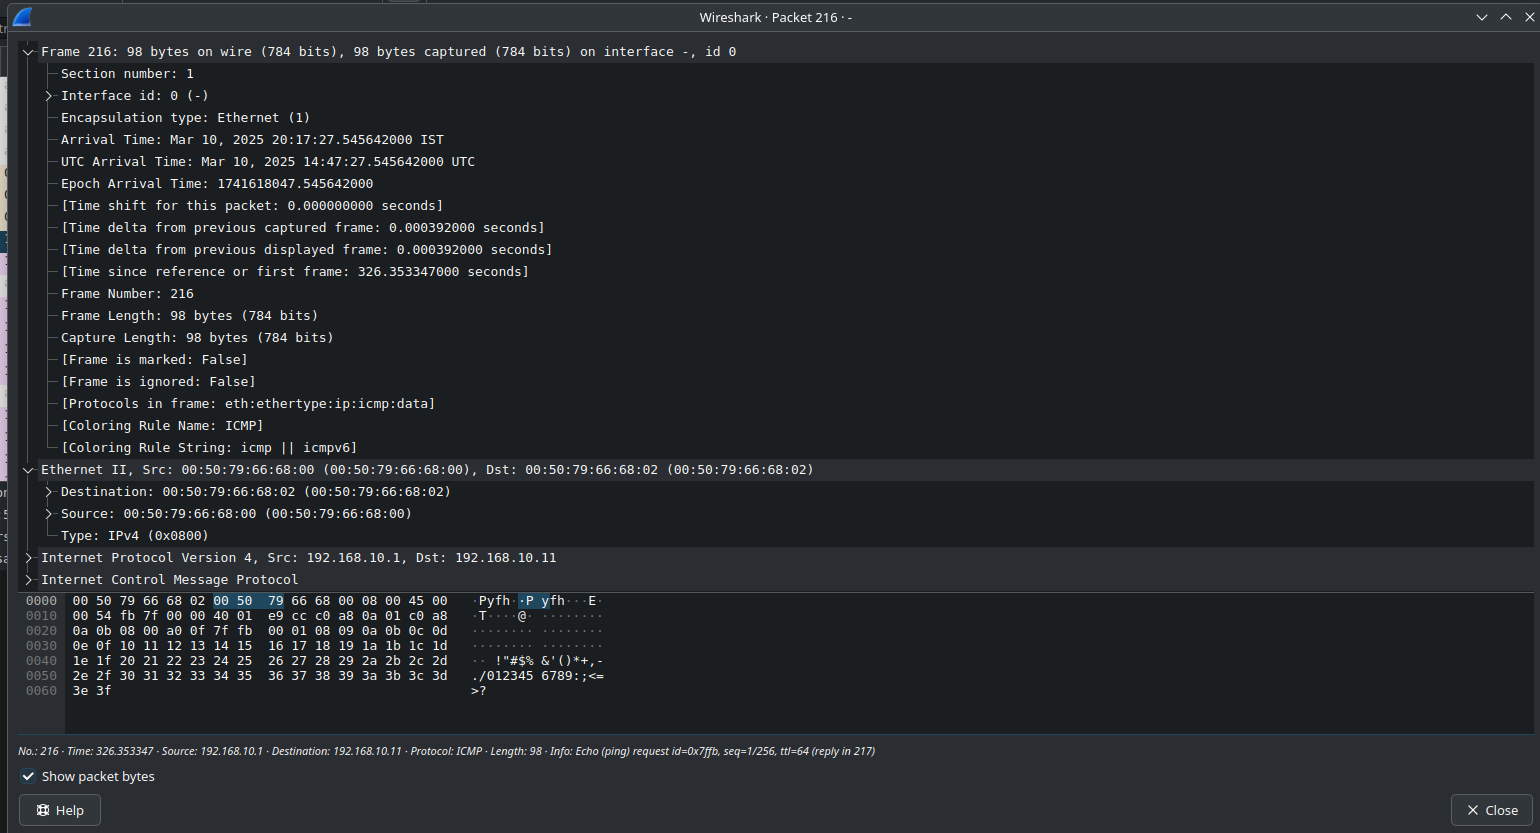 Wireshark · Packet 216 · -
Frame 216: 98 bytes on wire (784 bits), 98 bytes captured (784 bits) on interface -, id 0
Section number: 1
Interface id: 0 (-)
Encapsulation type: Ethernet (1)
Arrival Time: Mar 10, 2025 20:17:27.545642000 IST
UTC Arrival Time: Mar 10, 2025 14:47:27.545642000 UTC
Epoch Arrival Time: 1741618047.545642000
[Time shift for this packet: 0.000000000 seconds]
[Time delta from previous captured frame: 0.000392000 seconds]
[Time delta from previous displayed frame: 0.000392000 seconds]
[Time since reference or first frame: 326.353347000 seconds]
Frame Number: 216
Frame Length: 98 bytes (784 bits)
Capture Length: 98 bytes (784 bits)
[Frame is marked: False]
[Frame is ignored: False]
[Protocols in frame: eth:ethertype:ip:icmp:data]
[Coloring Rule Name: ICMP]
[Coloring Rule String: icmp || icmpv6]
Ethernet II, Src: 00:50:79:66:68:00 (00:50:79:66:68:00), Dst: 00:50:79:66:68:02 (00:50:79:66:68:02)
Destination: 00:50:79:66:68:02 (00:50:79:66:68:02)
Source: 00:50:79:66:68:00 (00:50:79:66:68:00)
Type: IPv4 (0x0800)
Internet Protocol Version 4, Src: 192.168.10.1, Dst: 192.168.10.11
Internet Control Message Protocol
0000 00 50 79 66 68 02 00 50 79 66 68 00 08 00 45 00 ·Pyfh··P yfh···E·
0010 00 54 fb 7f 00 00 40 01 e9 cc c0 a8 0a 01 c0 a8 ·T····@· ········
0020 0a 0b 08 00 a0 0f 7f fb 00 01 08 09 0a 0b 0c 0d ········ ········
0030 0e 0f 10 11 12 13 14 15 16 17 18 19 1a 1b 1c 1d ········ ········
0040 1e 1f 20 21 22 23 24 25 26 27 28 29 2a 2b 2c 2d ·· !"#$% &'()*+,-
0050 2e 2f 30 31 32 33 34 35 36 37 38 39 3a 3b 3c 3d ./012345 6789:;<=
0060 3e 3f >?
No.: 216 · Time: 326.353347 · Source: 192.168.10.1 · Destination: 192.168.10.11 · Protocol: ICMP · Length: 98 · Info: Echo (ping) request id=0x7ffb, seq=1/256, ttl=64 (reply in 217)
Show packet bytes
Help
Close